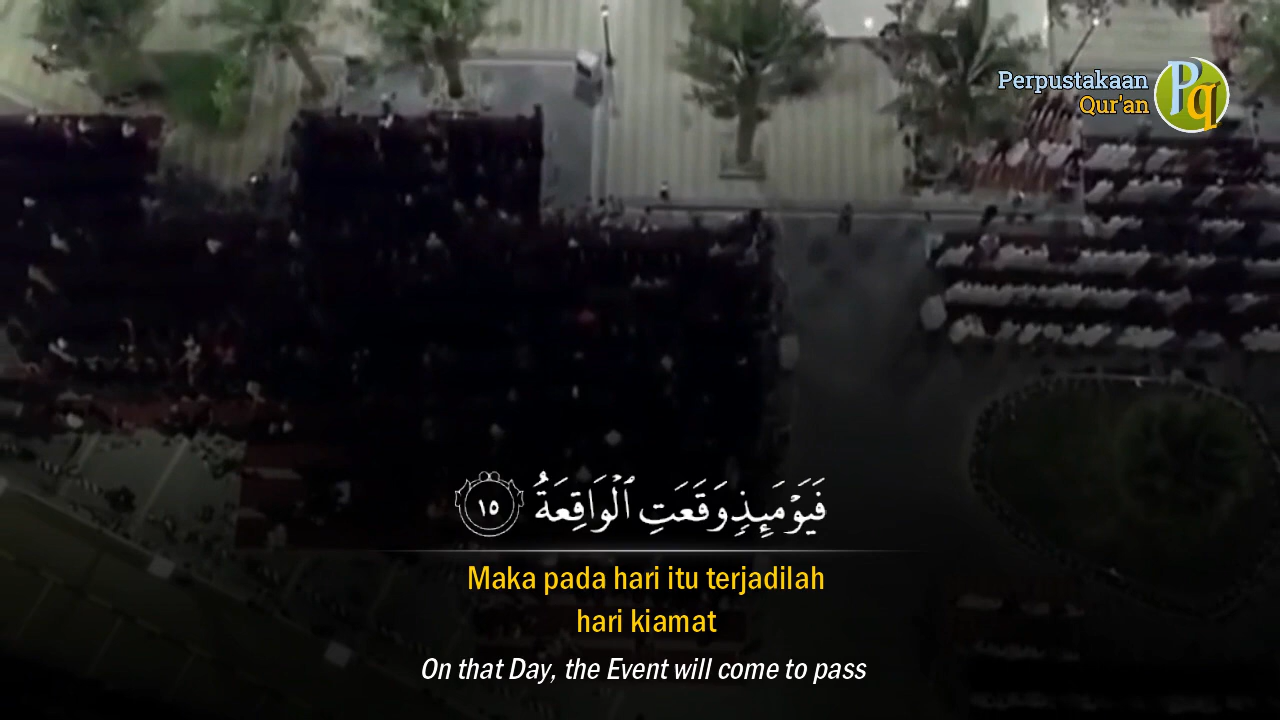 Perpustakaan
Qur'an
Pq
فَيَوْمَئِذٍ وَقَعَتِ ٱلْوَاقِعَةُ ١٥
Maka pada hari itu terjadilah
hari kiamat
On that Day, the Event will come to pass